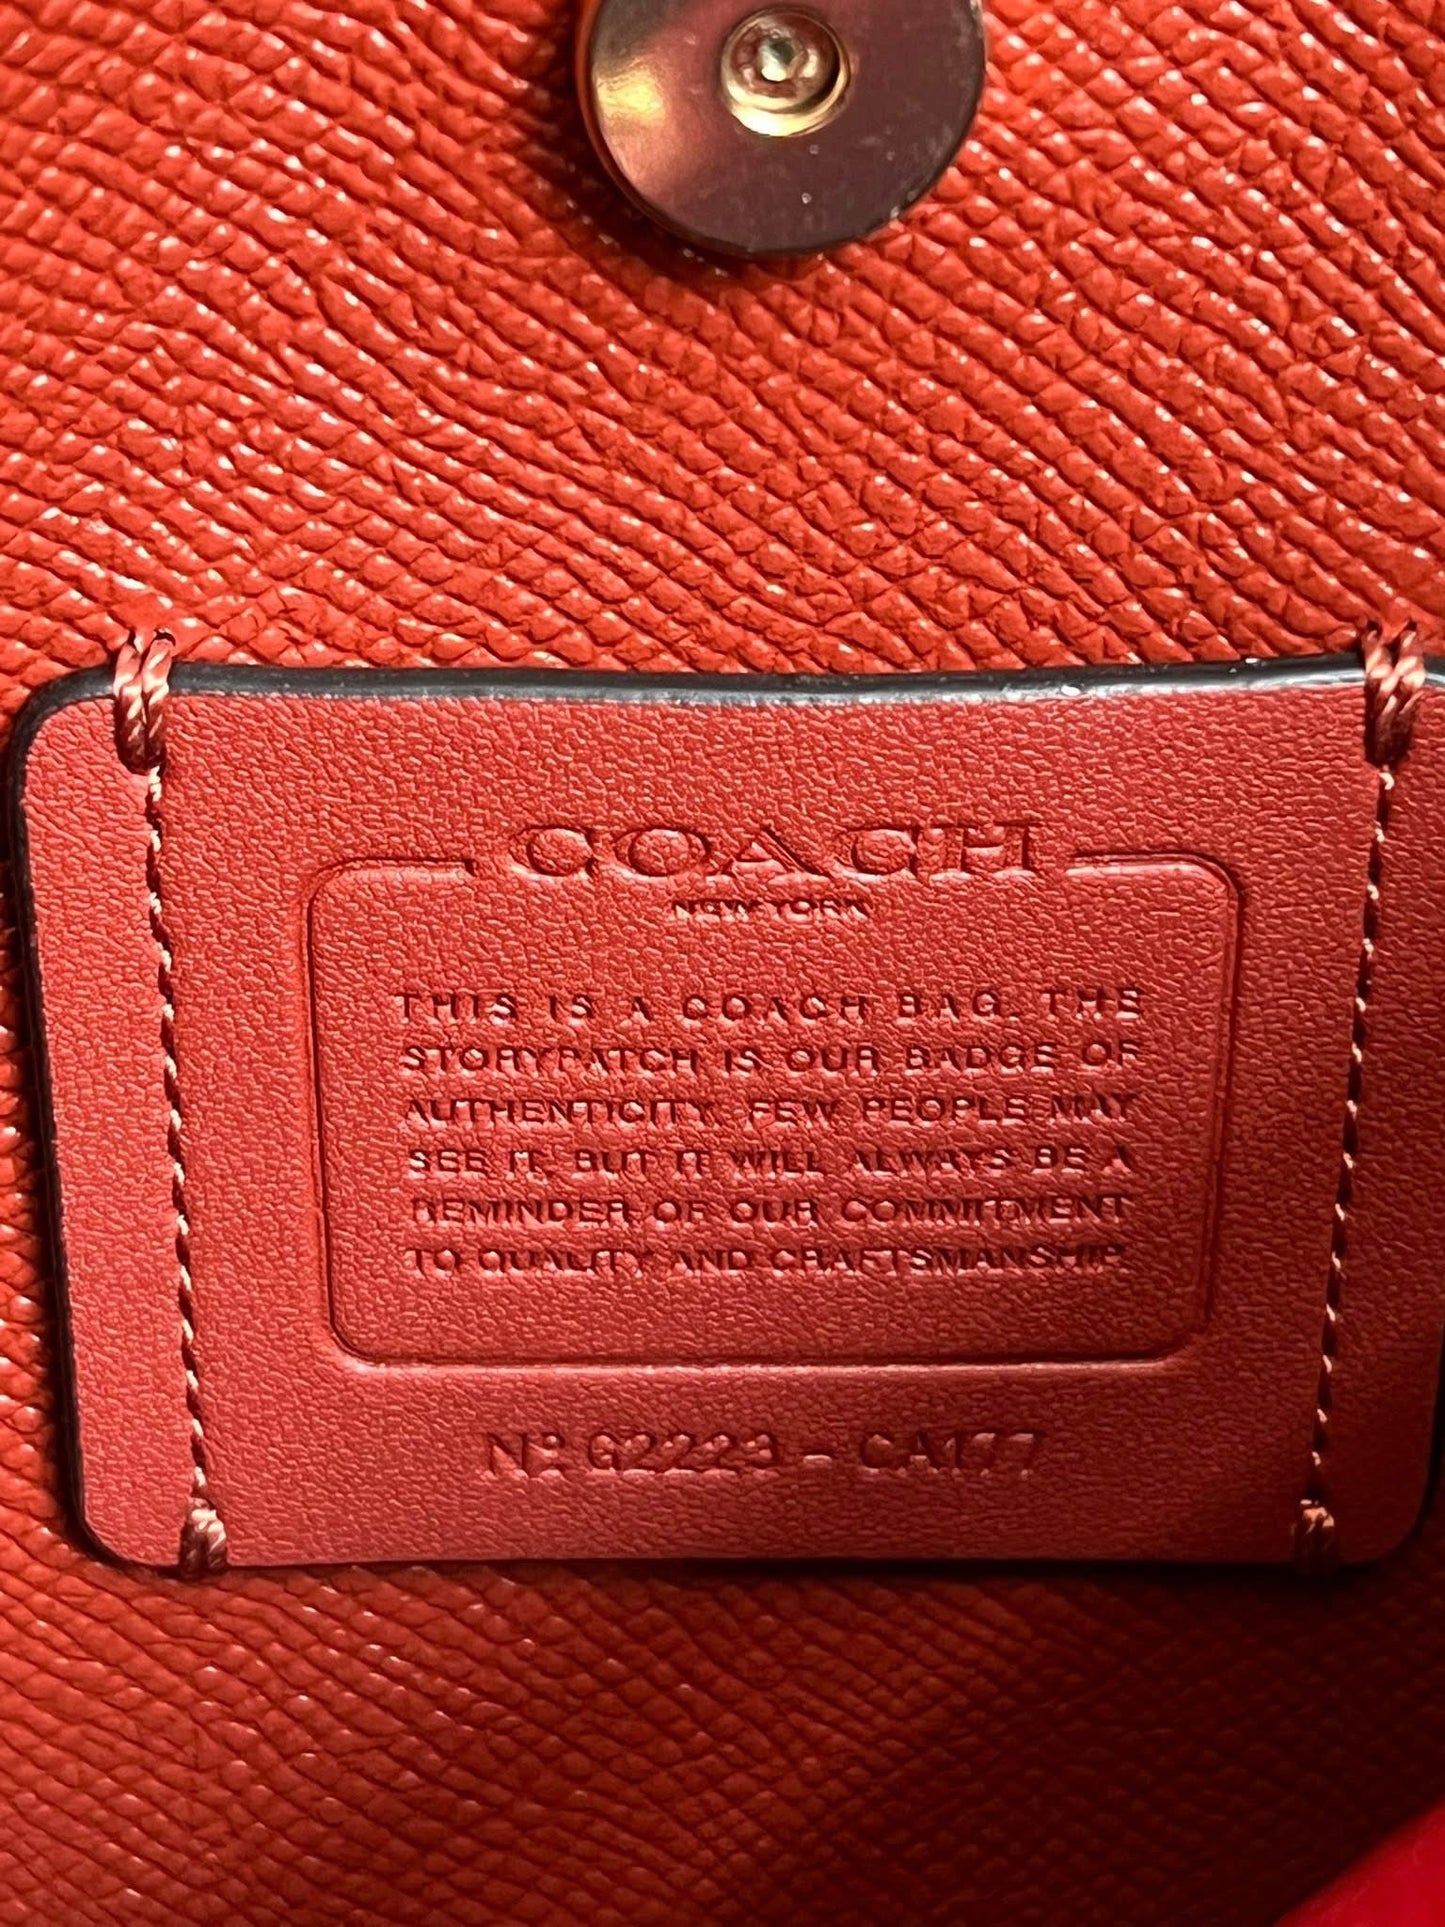 COACH
NEW YORK
THIS IS A COACH BAG. THE
STORYPATCH IS OUR BADGE OF
AUTHENTICITY. FEW PEOPLE MAY
SEE IT, BUT IT WILL ALWAYS BE A
REMINDER OF OUR COMMITMENT
TO QUALITY AND CRAFTSMANSHIP.
Nº G2223 - CA177